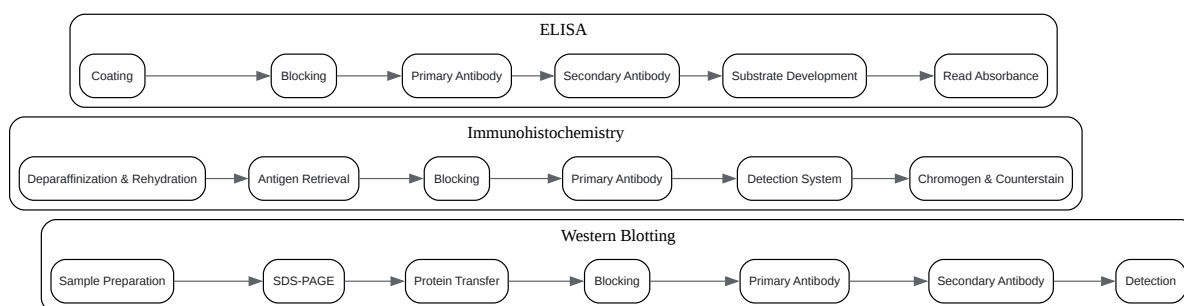 ELISA
Coating
Blocking
Primary Antibody
Secondary Antibody
Substrate Development
Read Absorbance
Immunohistochemistry
Deparaffinization & Rehydration
Antigen Retrieval
Blocking
Primary Antibody
Detection System
Chromogen & Counterstain
Western Blotting
Sample Preparation
SDS-PAGE
Protein Transfer
Blocking
Primary Antibody
Secondary Antibody
Detection